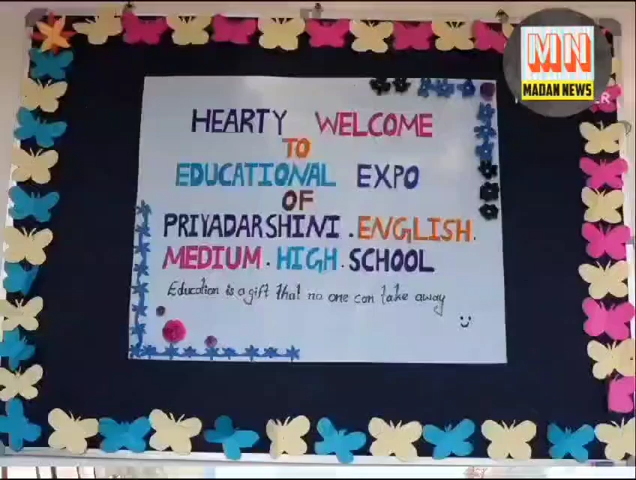 HEARTY WELCOME
TO
EDUCATIONAL EXPO
OF
PRIYADARSHINI. ENGLISH.
MEDIUM. HIGH. SCHOOL
Education is a gift that no one can take away
MN
MADAN NEWS